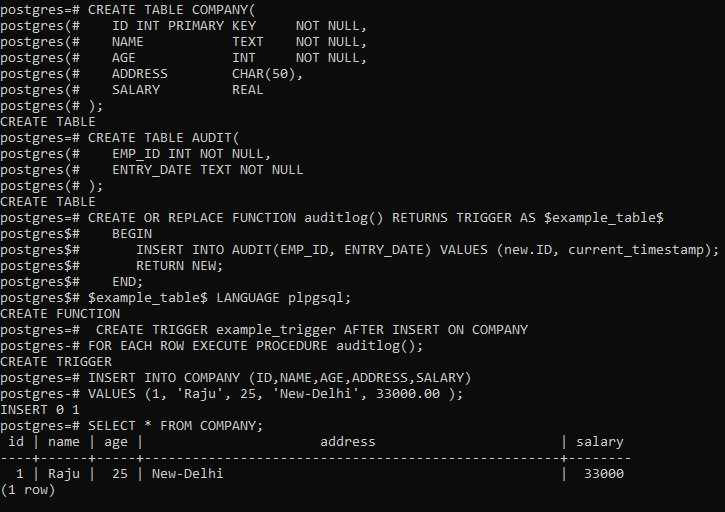 postgres=# CREATE TABLE COMPANY(
postgres(#    ID INT PRIMARY KEY     NOT NULL,
postgres(#    NAME           TEXT    NOT NULL,
postgres(#    AGE            INT     NOT NULL,
postgres(#    ADDRESS        CHAR(50),
postgres(#    SALARY         REAL
postgres(# );
CREATE TABLE
postgres=# CREATE TABLE AUDIT(
postgres(#    EMP_ID INT NOT NULL,
postgres(#    ENTRY_DATE TEXT NOT NULL
postgres(# );
CREATE TABLE
postgres=# CREATE OR REPLACE FUNCTION auditlog() RETURNS TRIGGER AS $example_table$
postgres$#    BEGIN
postgres$#       INSERT INTO AUDIT(EMP_ID, ENTRY_DATE) VALUES (new.ID, current_timestamp);
postgres$#       RETURN NEW;
postgres$#    END;
postgres$# $example_table$ LANGUAGE plpgsql;
CREATE FUNCTION
postgres=#  CREATE TRIGGER example_trigger AFTER INSERT ON COMPANY
postgres-# FOR EACH ROW EXECUTE PROCEDURE auditlog();
CREATE TRIGGER
postgres=# INSERT INTO COMPANY (ID,NAME,AGE,ADDRESS,SALARY)
postgres-# VALUES (1, 'Raju', 25, 'New-Delhi', 33000.00 );
INSERT 0 1
postgres=# SELECT * FROM COMPANY;
 id | name | age |                      address                       | salary
----+------+-----+----------------------------------------------------+--------
  1 | Raju |  25 | New-Delhi                                          |  33000
(1 row)